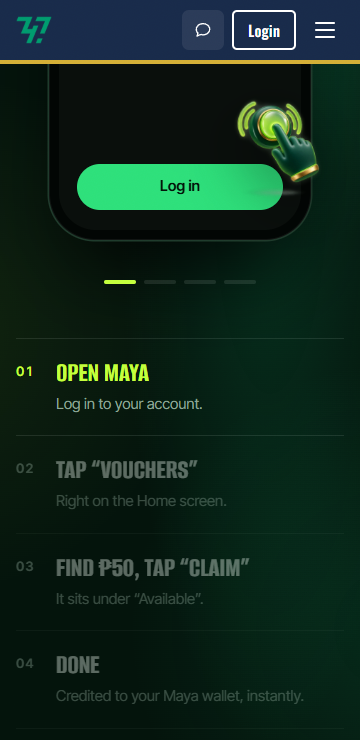 Login
Log in
01
OPEN MAYA
Log in to your account.
02
TAP “VOUCHERS”
Right on the Home screen.
03
FIND ₱50, TAP “CLAIM”
It sits under “Available”.
04
DONE
Credited to your Maya wallet, instantly.